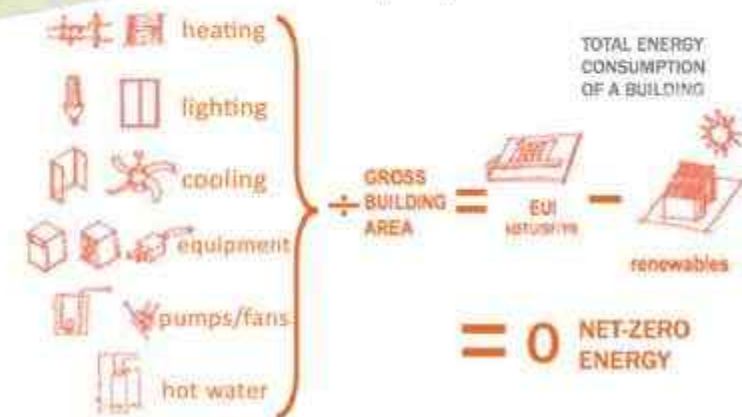 heating
lighting
cooling
equipment
pumps/fans
hot water
÷ GROSS
BUILDING
AREA
=
EUI
-
renewables
TOTAL ENERGY
CONSUMPTION
OF A BUILDING
= 0 NET-ZERO
ENERGY